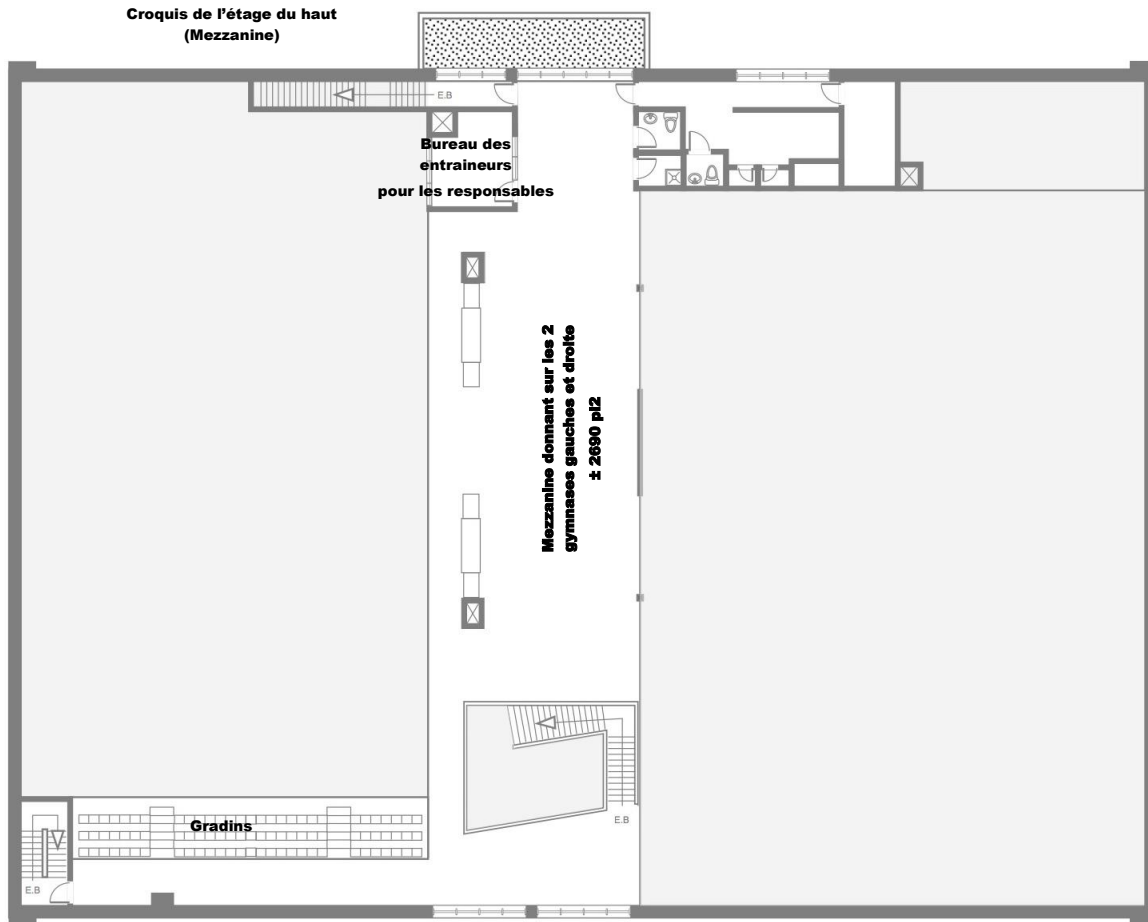 Croquis de l’étage du haut
(Mezzanine)
E.B
Bureau des
entraineurs
pour les responsables
Mezzanine donnant sur les 2
gymnases gauches et droite
± 2690 pi2
Gradins
E.B
E.B